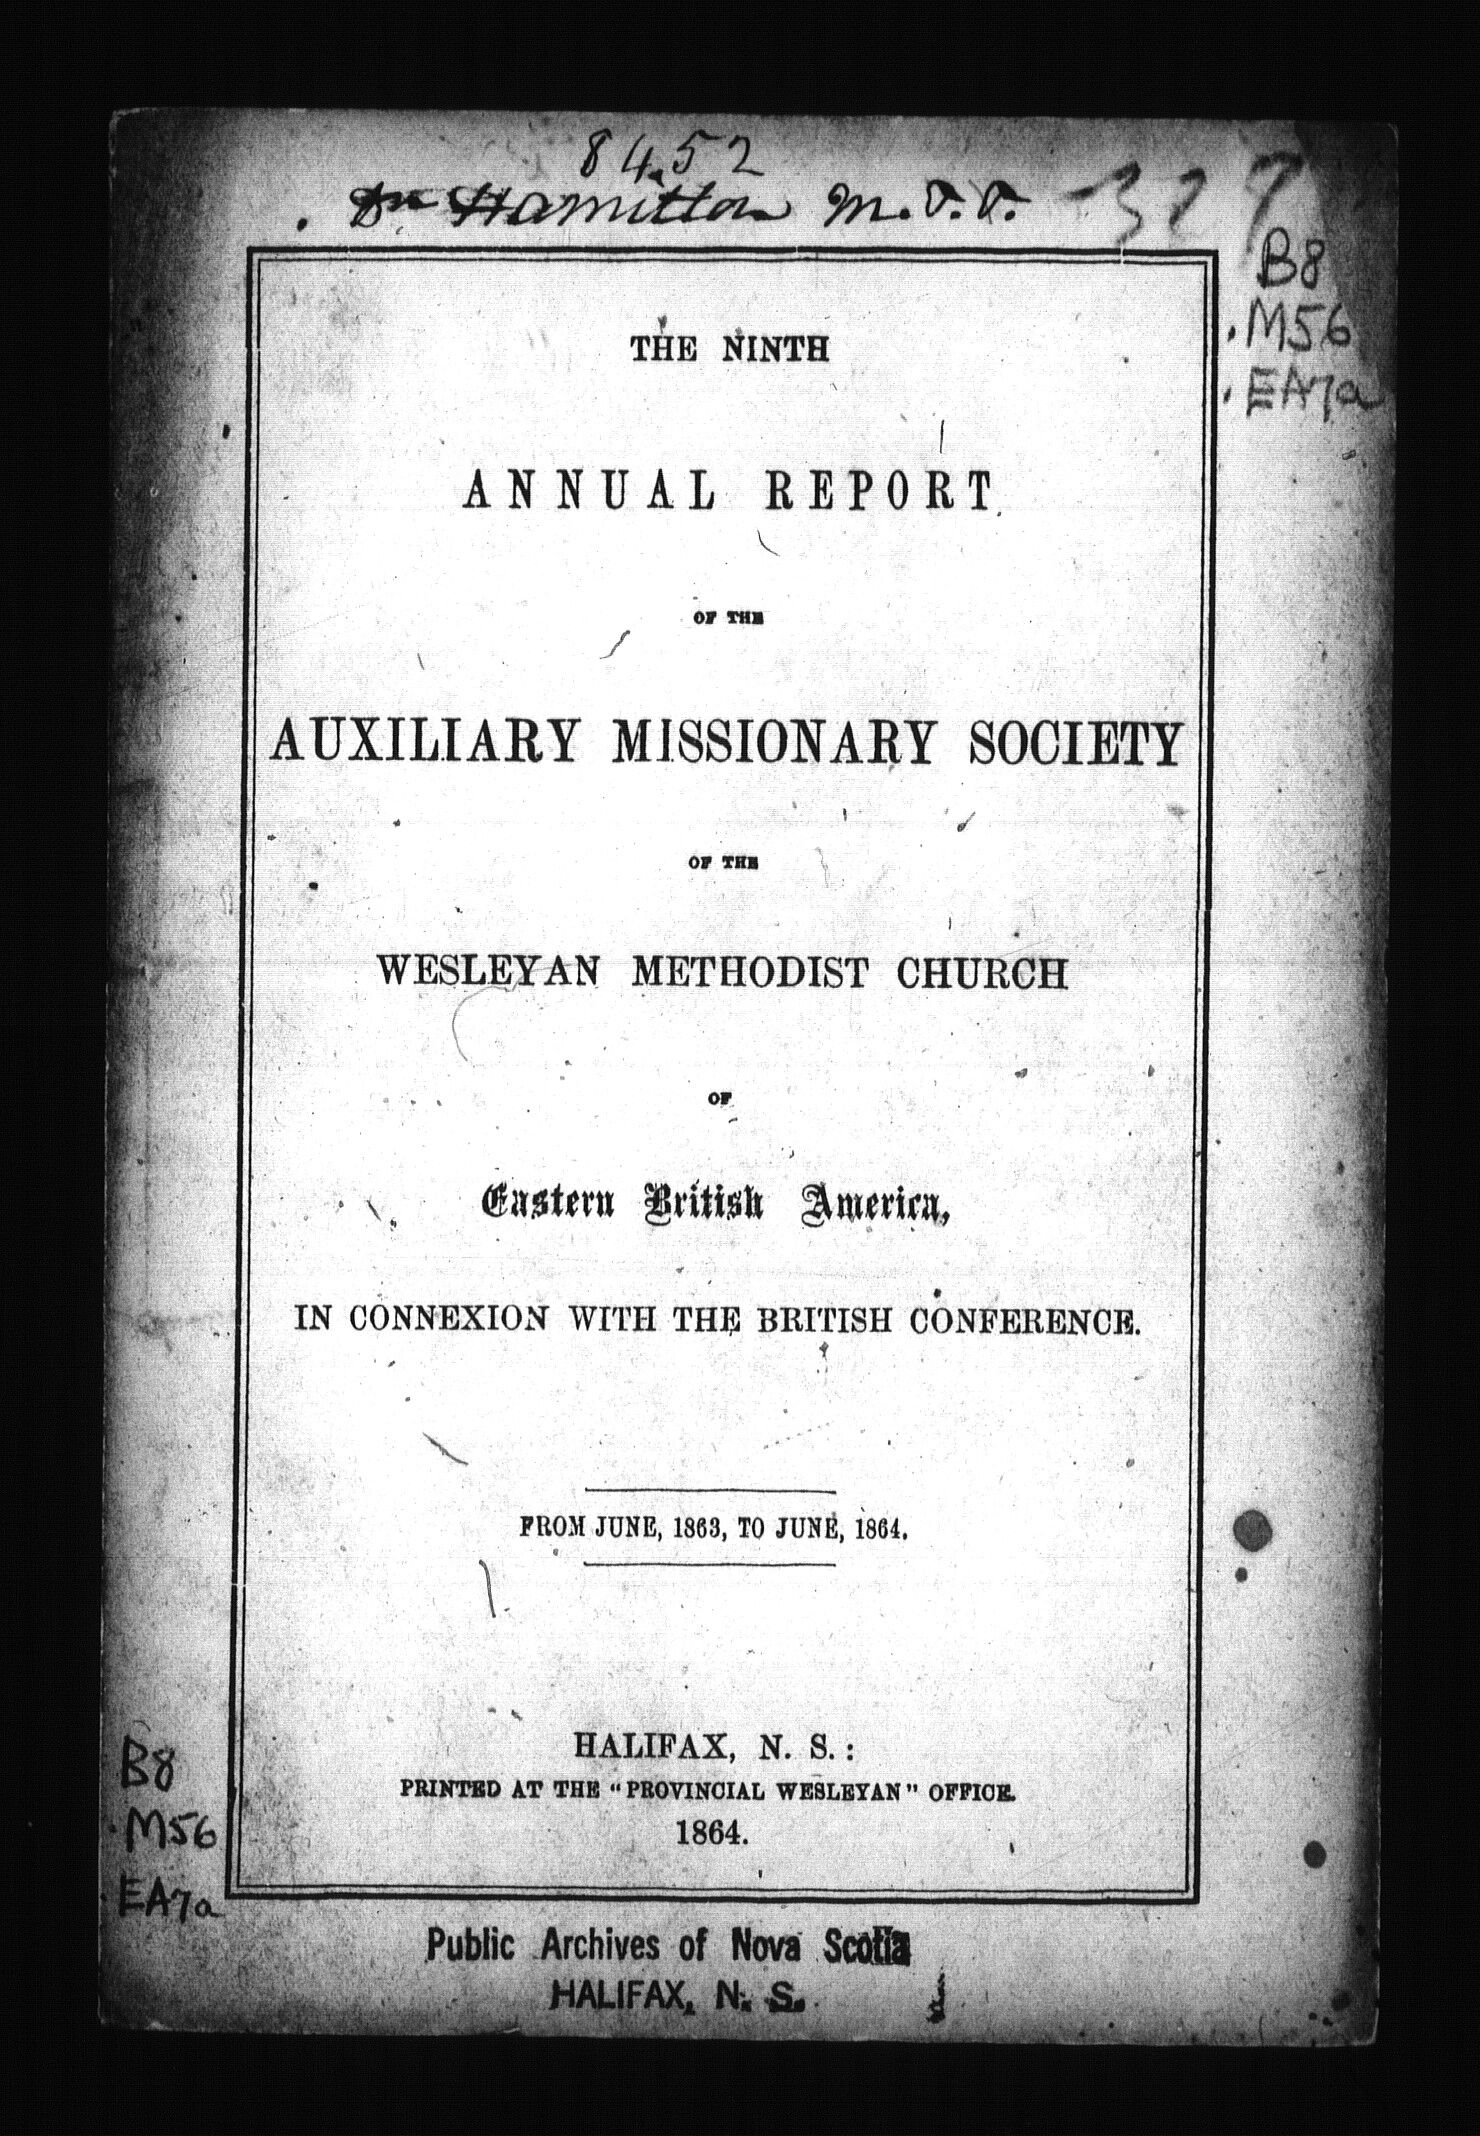 8452
Dr Hamilton M.V.O. 327
B8
.M56
.EA7a
THE NINTH
ANNUAL REPORT
OF THE
AUXILIARY MISSIONARY SOCIETY
OF THE
WESLEYAN METHODIST CHURCH
OF
Eastern British America,
IN CONNEXION WITH THE BRITISH CONFERENCE.
FROM JUNE, 1863, TO JUNE, 1864.
HALIFAX, N. S.:
PRINTED AT THE "PROVINCIAL WESLEYAN" OFFICE.
1864.
B8
.M56
.EA7a
Public Archives of Nova Scotia
HALIFAX, N. S.